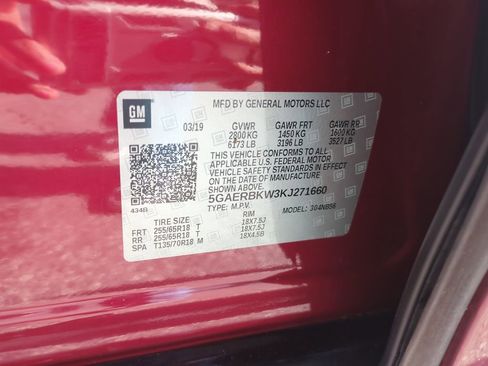 GM
MFD BY GENERAL MOTORS LLC
03/19 GVWR GAWR FRT GAWR RR
2800 KG 1450 KG 1600 KG
6173 LB 3196 LB 3527 LB
THIS VEHICLE CONFORMS TO ALL
APPLICABLE U.S. FEDERAL MOTOR
VEHICLE SAFETY STANDARDS IN EFFECT
ON THE DATE OF MANUFACTURE
SHOWN ABOVE.
5GAERBKW3KJ271660
434B TYPE: M.P.V. MODEL: 304NB56
TIRE SIZE RIM
FRT 255/65R18 T 18X7.5J
RR 255/65R18 T 18X7.5J
SPA T135/70R18 M 18X4.5B